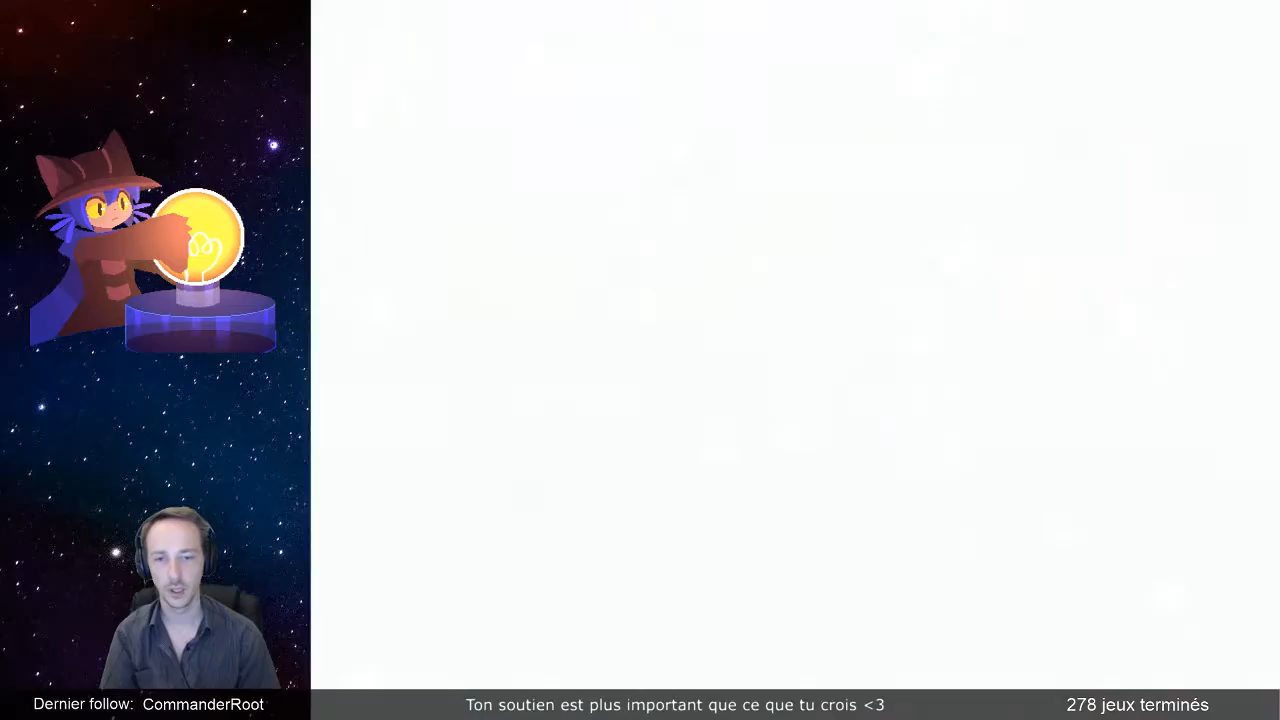 Dernier follow: CommanderRoot
Ton soutien est plus important que ce que tu crois <3
278 jeux terminés